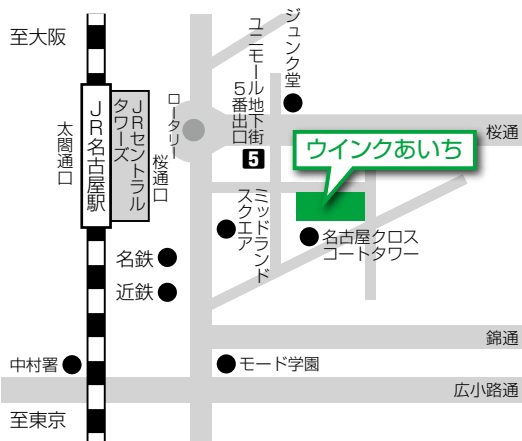 至大阪
太閤通口
JR名古屋駅
JRセントラル
タワーズ
桜通口
ロータリー
ユニモール地下街
5番出口
5
ジュンク堂
桜通
ウインクあいち
ミッドランド
スクエア
名古屋クロス
コートタワー
名鉄
近鉄
錦通
中村署
モード学園
広小路通
至東京